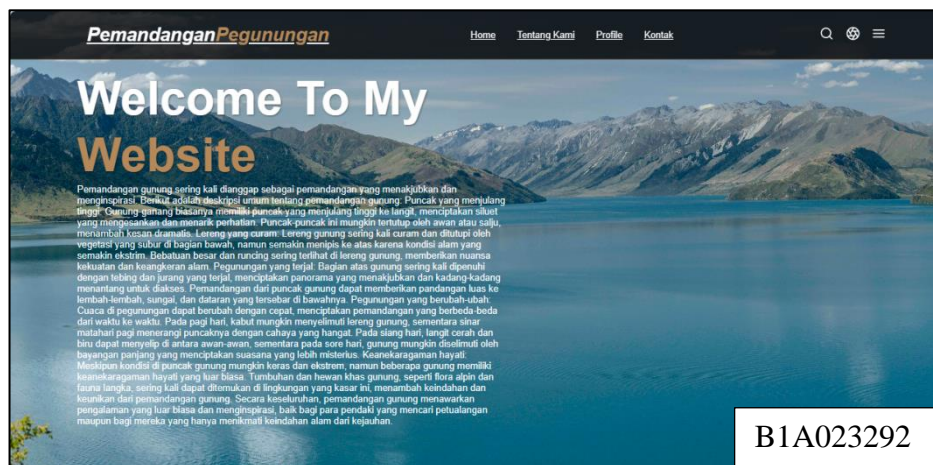 PemandanganPegunungan
Home Tentang Kami Profile Kontak
Welcome To My
Website
Pemandangan gunung sering kali dianggap sebagai pemandangan yang menakjubkan dan
menginspirasi. Berikut adalah deskripsi umum tentang pemandangan gunung: Puncak yang menjulang
tinggi: Gunung-ganang biasanya memiliki puncak yang menjulang tinggi ke langit, menciptakan siluet
yang mengesankan dan menarik perhatian. Puncak-puncak ini mungkin tertutup oleh awan atau salju,
menambah kesan dramatis. Lereng yang curam: Lereng gunung sering kali curam dan ditutupi oleh
vegetasi yang subur di bagian bawah, namun semakin menipis ke atas karena kondisi alam yang
semakin ekstrim. Bebatuan besar dan runcing sering terlihat di lereng gunung, memberikan nuansa
kekuatan dan keangkeran alam. Pegunungan yang terjal: Bagian atas gunung sering kali dipenuhi
dengan tebing dan jurang yang terjal, menciptakan panorama yang menakjubkan dan kadang-kadang
menantang untuk diakses. Pemandangan dari puncak gunung dapat memberikan pandangan luas ke
lembah-lembah, sungai, dan dataran yang tersebar di bawahnya. Pegunungan yang berubah-ubah:
Cuaca di pegunungan dapat berubah dengan cepat, menciptakan pemandangan yang berbeda-beda
dari waktu ke waktu. Pada pagi hari, kabut mungkin menyelimuti lereng gunung, sementara sinar
matahari pagi menerangi puncaknya dengan cahaya yang hangat. Pada siang hari, langit cerah dan
biru dapat menyelip di antara awan-awan, sementara pada sore hari, gunung mungkin diselimuti oleh
bayangan panjang yang menciptakan suasana yang lebih misterius. Keanekaragaman hayati:
Meskipun kondisi di puncak gunung mungkin keras dan ekstrem, namun beberapa gunung memiliki
keanekaragaman hayati yang luar biasa. Tumbuhan dan hewan khas gunung, seperti flora alpin dan
fauna langka, sering kali dapat ditemukan di lingkungan yang kasar ini, menambah keindahan dan
keunikan dari pemandangan gunung. Secara keseluruhan, pemandangan gunung menawarkan
pengalaman yang luar biasa dan menginspirasi, baik bagi para pendaki yang mencari petualangan
maupun bagi mereka yang hanya menikmati keindahan alam dari kejauhan.
B1A023292